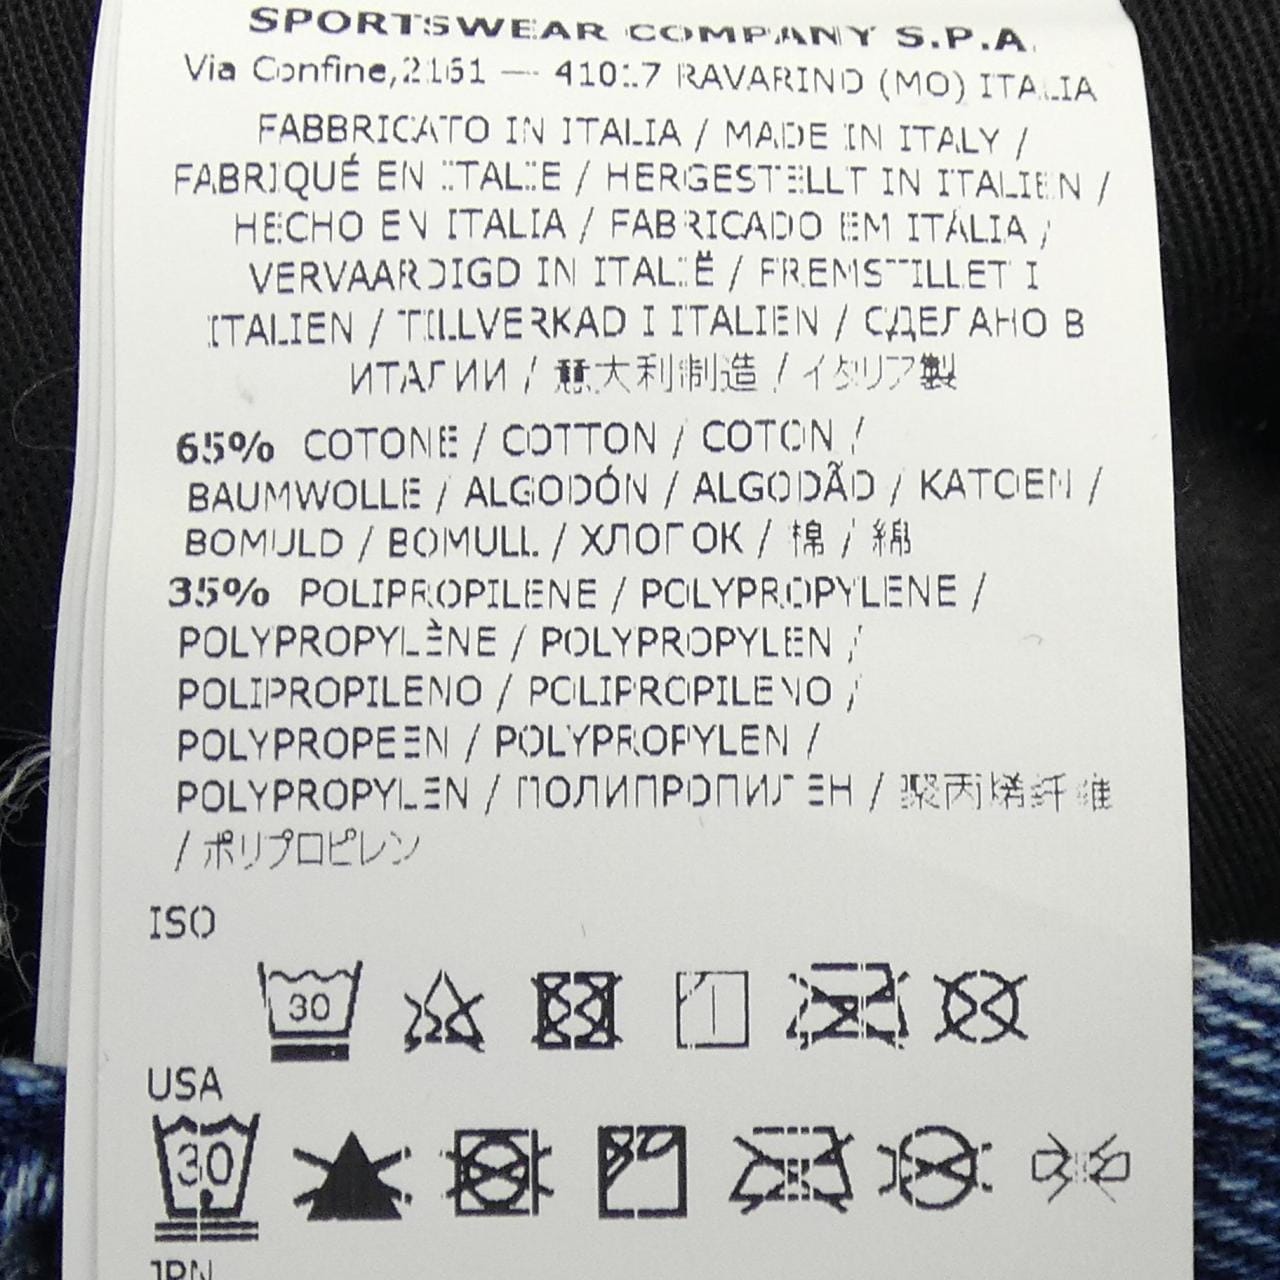 SPORTSWEAR COMPANY S.P.A.
Via Confine,2161 — 41017 RAVARINO (MO) ITALIA
FABBRICATO IN ITALIA / MADE IN ITALY /
FABRIQUÉ EN ITALIE / HERGESTELLT IN ITALIEN /
HECHO EN ITALIA / FABRICADO EM ITÁLIA /
VERVAARDIGD IN ITALIË / FREMSTILLET I
ITALIEN / TILLVERKAD I ITALIEN / СДЕЛАНО В
ИТАЛИИ / 意大利制造 / イタリア製
65% COTONE / COTTON / COTON /
BAUMWOLLE / ALGODÓN / ALGODÃO / KATOEN /
BOMULD / BOMULL / ХЛОПОК / 棉 / 綿
35% POLIPROPILENE / POLYPROPYLENE /
POLYPROPYLÈNE / POLYPROPYLEN /
POLIPROPILENO / POLIPROPILENO /
POLYPROPEEN / POLYPROPYLEN /
POLYPROPYLEN / ПОЛИПРОПИЛЕН / 聚丙烯纤维
/ ポリプロピレン
ISO
30
USA
30
JPN